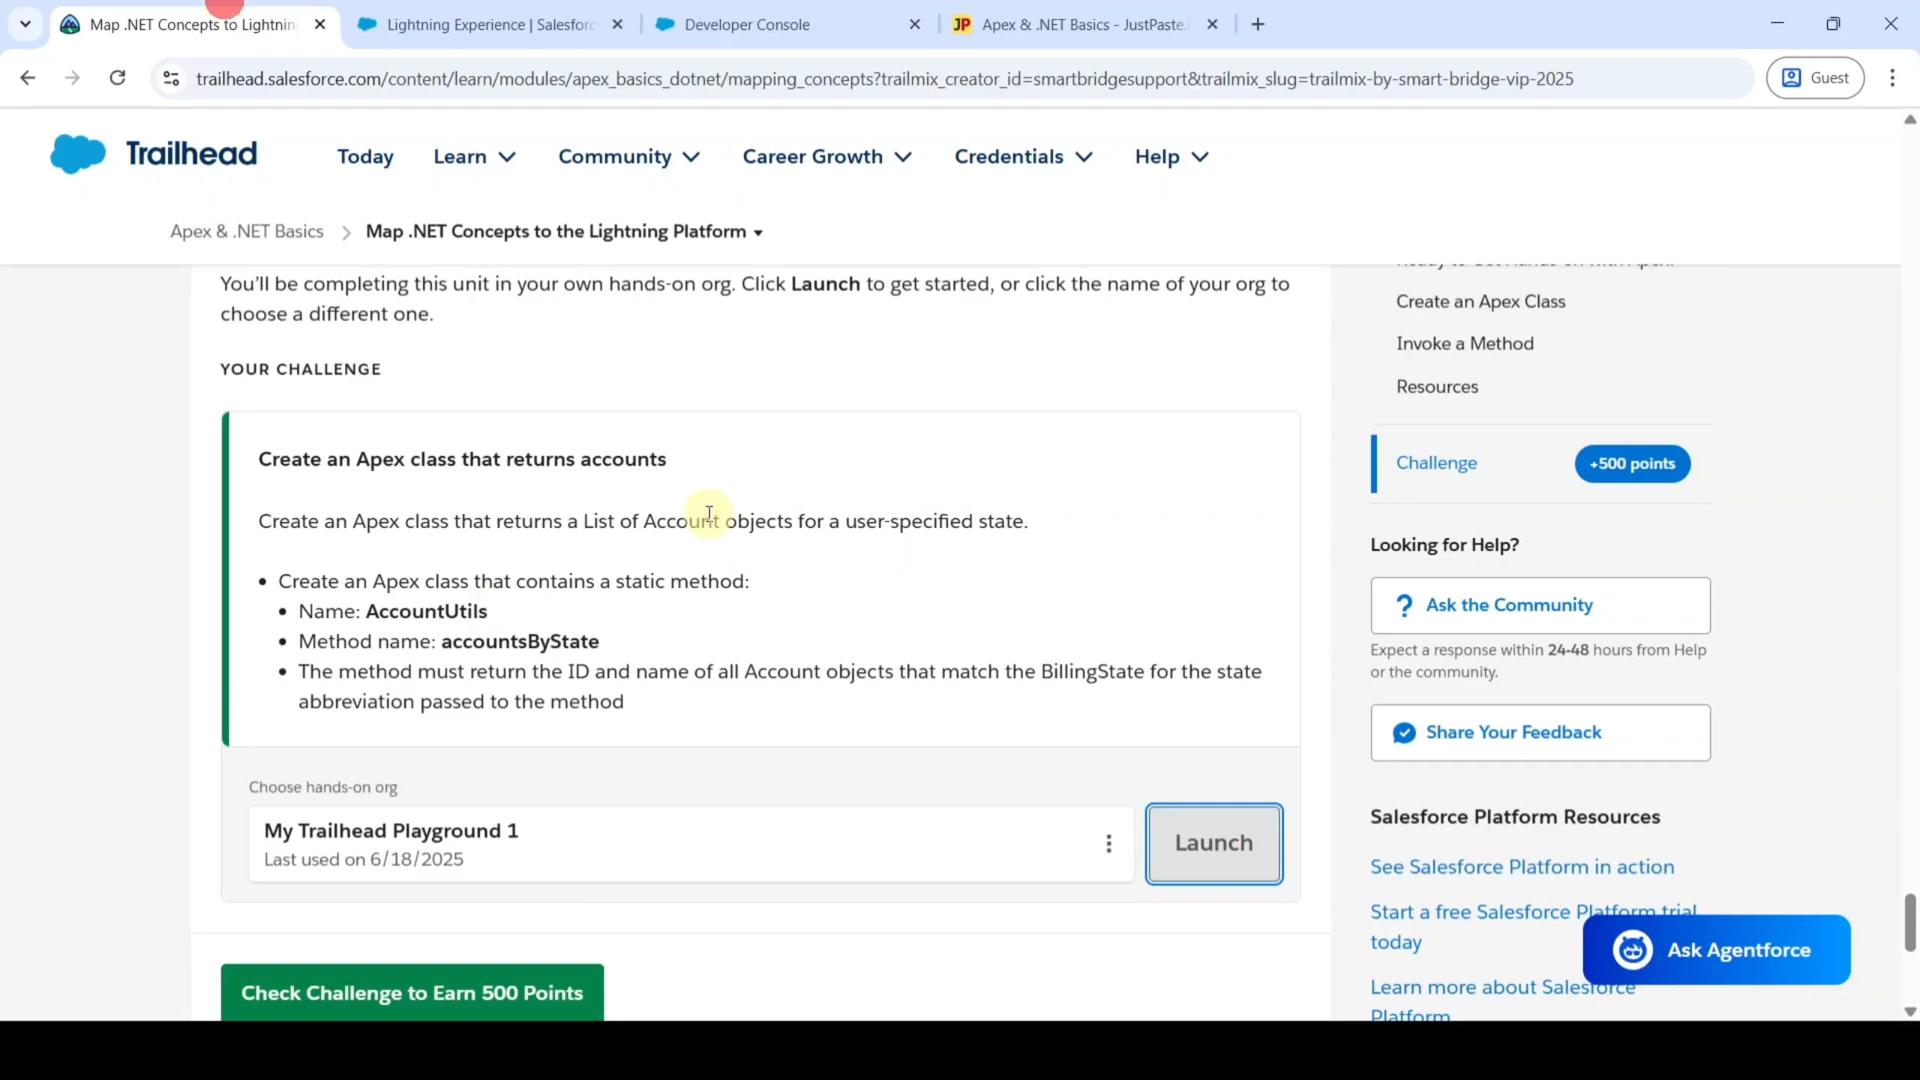 Map .NET Concepts to Lightnin
Lightning Experience | Salesforc
Developer Console
JP Apex & .NET Basics - JustPaste.i
trailhead.salesforce.com/content/learn/modules/apex_basics_dotnet/mapping_concepts?trailmix_creator_id=smartbridgesupport&trailmix_slug=trailmix-by-smart-bridge-vip-2025
Guest
Trailhead
Today
Learn
Community
Career Growth
Credentials
Help
Apex & .NET Basics
Map .NET Concepts to the Lightning Platform
You'll be completing this unit in your own hands-on org. Click Launch to get started, or click the name of your org to
choose a different one.
YOUR CHALLENGE
Create an Apex class that returns accounts
Create an Apex class that returns a List of Account objects for a user-specified state.
• Create an Apex class that contains a static method:
• Name: AccountUtils
• Method name: accountsByState
• The method must return the ID and name of all Account objects that match the BillingState for the state
abbreviation passed to the method
Choose hands-on org
My Trailhead Playground 1
Last used on 6/18/2025
Launch
Check Challenge to Earn 500 Points
Create an Apex Class
Invoke a Method
Resources
Challenge
+500 points
Looking for Help?
Ask the Community
Expect a response within 24-48 hours from Help
or the community.
Share Your Feedback
Salesforce Platform Resources
See Salesforce Platform in action
Start a free Salesforce Platform trial
today
Learn more about Salesforce
Platform
Ask Agentforce